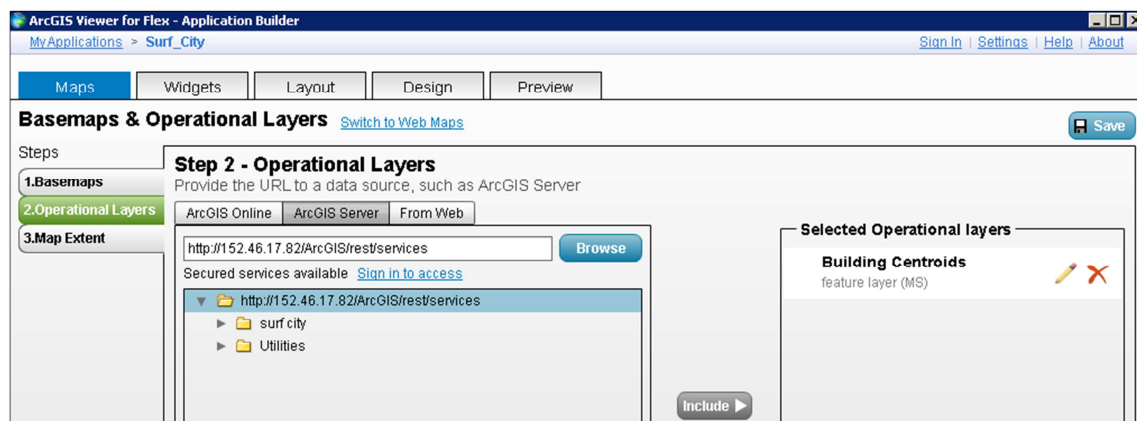 ArcGIS Viewer for Flex - Application Builder
MyApplications > Surf_City
Sign In | Settings | Help | About
Maps
Widgets
Layout
Design
Preview
Basemaps & Operational Layers Switch to Web Maps
Save
Steps
1.Basemaps
2.Operational Layers
3.Map Extent
Step 2 - Operational Layers
Provide the URL to a data source, such as ArcGIS Server
ArcGIS Online
ArcGIS Server
From Web
http://152.46.17.82/ArcGIS/rest/services
Browse
Secured services available Sign in to access
http://152.46.17.82/ArcGIS/rest/services
surf city
Utilities
Include
Selected Operational layers
Building Centroids
feature layer (MS)